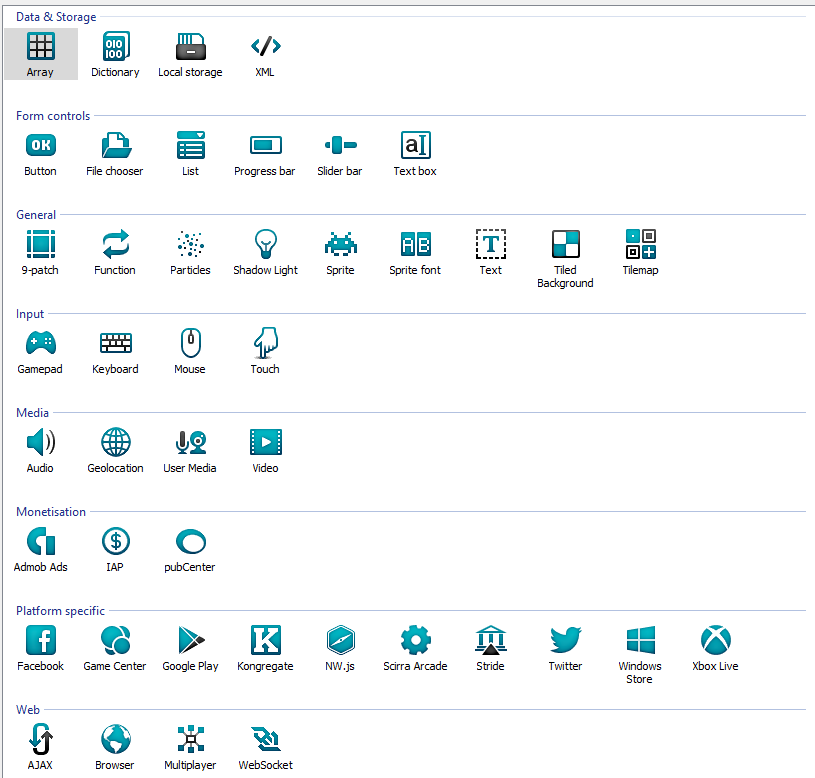 Data & Storage
Array Dictionary Local storage XML
Form controls
OK aI
Button File chooser List Progress bar Slider bar Text box
General
AB T
9-patch Function Particles Shadow Light Sprite Sprite font Text Tiled Background Tilemap
Input
Gamepad Keyboard Mouse Touch
Media
Audio Geolocation User Media Video
Monetisation
Admob Ads IAP pubCenter
Platform specific
Facebook Game Center Google Play Kongregate NW.js Scirra Arcade Stride Twitter Windows Store Xbox Live
Web
AJAX Browser Multiplayer WebSocket